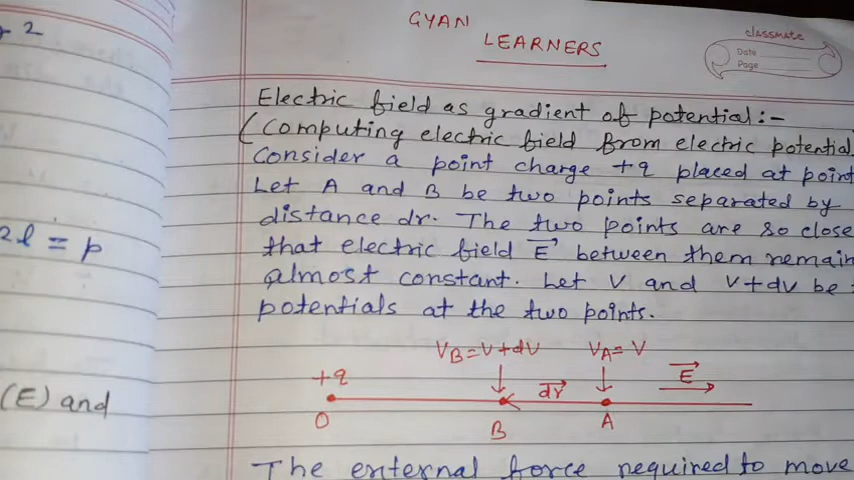 - 2
GYAN
LEARNERS
classmate
Date
Page
Electric field as gradient of potential:-
(Computing electric field from electric potential
Consider a point charge +q placed at point
Let A and B be two points separated by
distance dr. The two points are so close
that electric field E→ between them remain
almost constant. Let V and V+dV be
potentials at the two points.
2l = p
VB=V+dV VA=V
+q dr→ E→
O B A
(E) and
The external force required to move